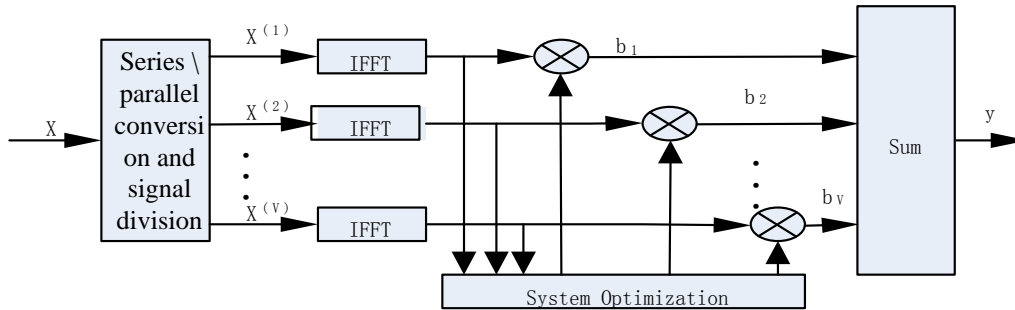 X
Series \
parallel
conversi
on and
signal
division
X(1)
IFFT
b1
X(2)
IFFT
b2
X(V)
IFFT
bV
System Optimization
Sum
y